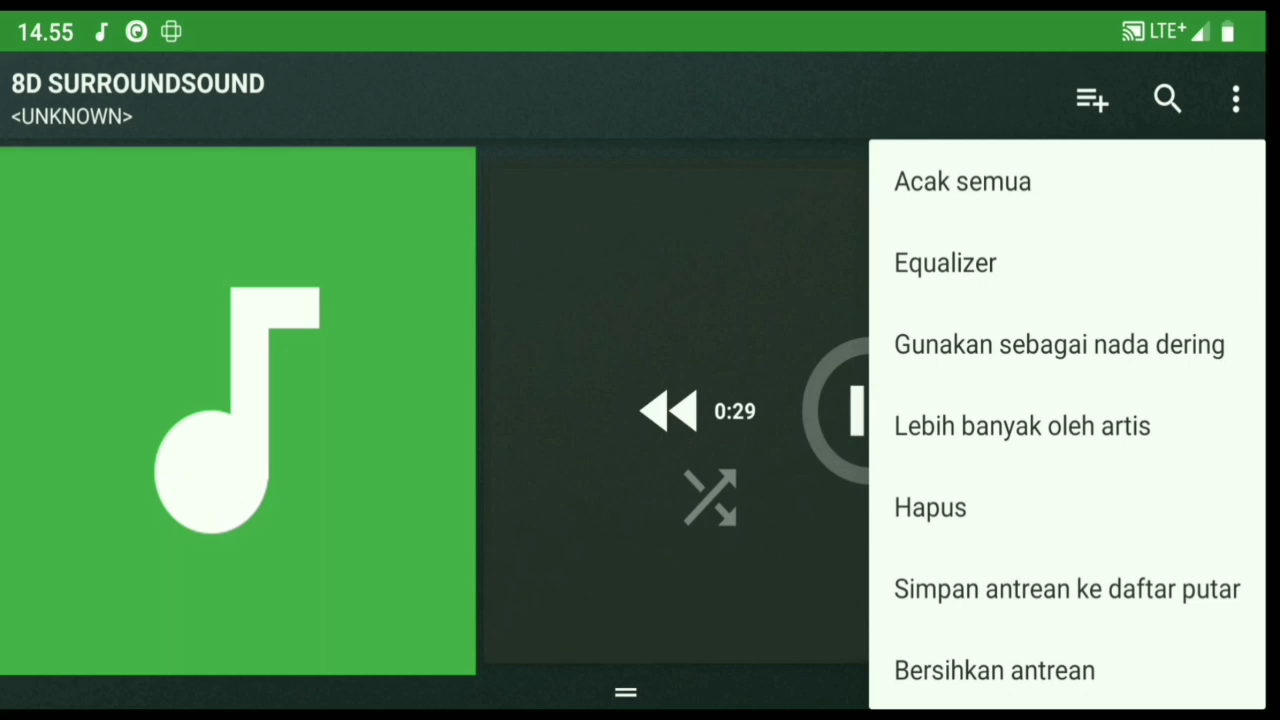 14.55
LTE+
8D SURROUNDSOUND
<UNKNOWN>
Acak semua
Equalizer
Gunakan sebagai nada dering
0:29
Lebih banyak oleh artis
Hapus
Simpan antrean ke daftar putar
Bersihkan antrean